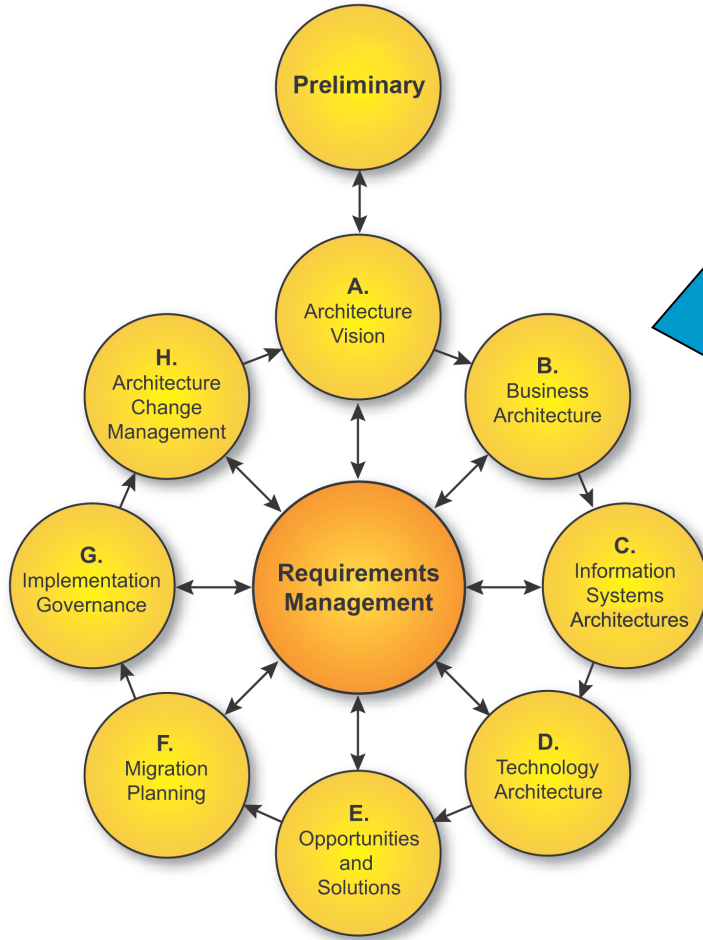 Preliminary
A.
Architecture
Vision
B.
Business
Architecture
C.
Information
Systems
Architectures
D.
Technology
Architecture
E.
Opportunities
and
Solutions
F.
Migration
Planning
G.
Implementation
Governance
H.
Architecture
Change
Management
Requirements
Management